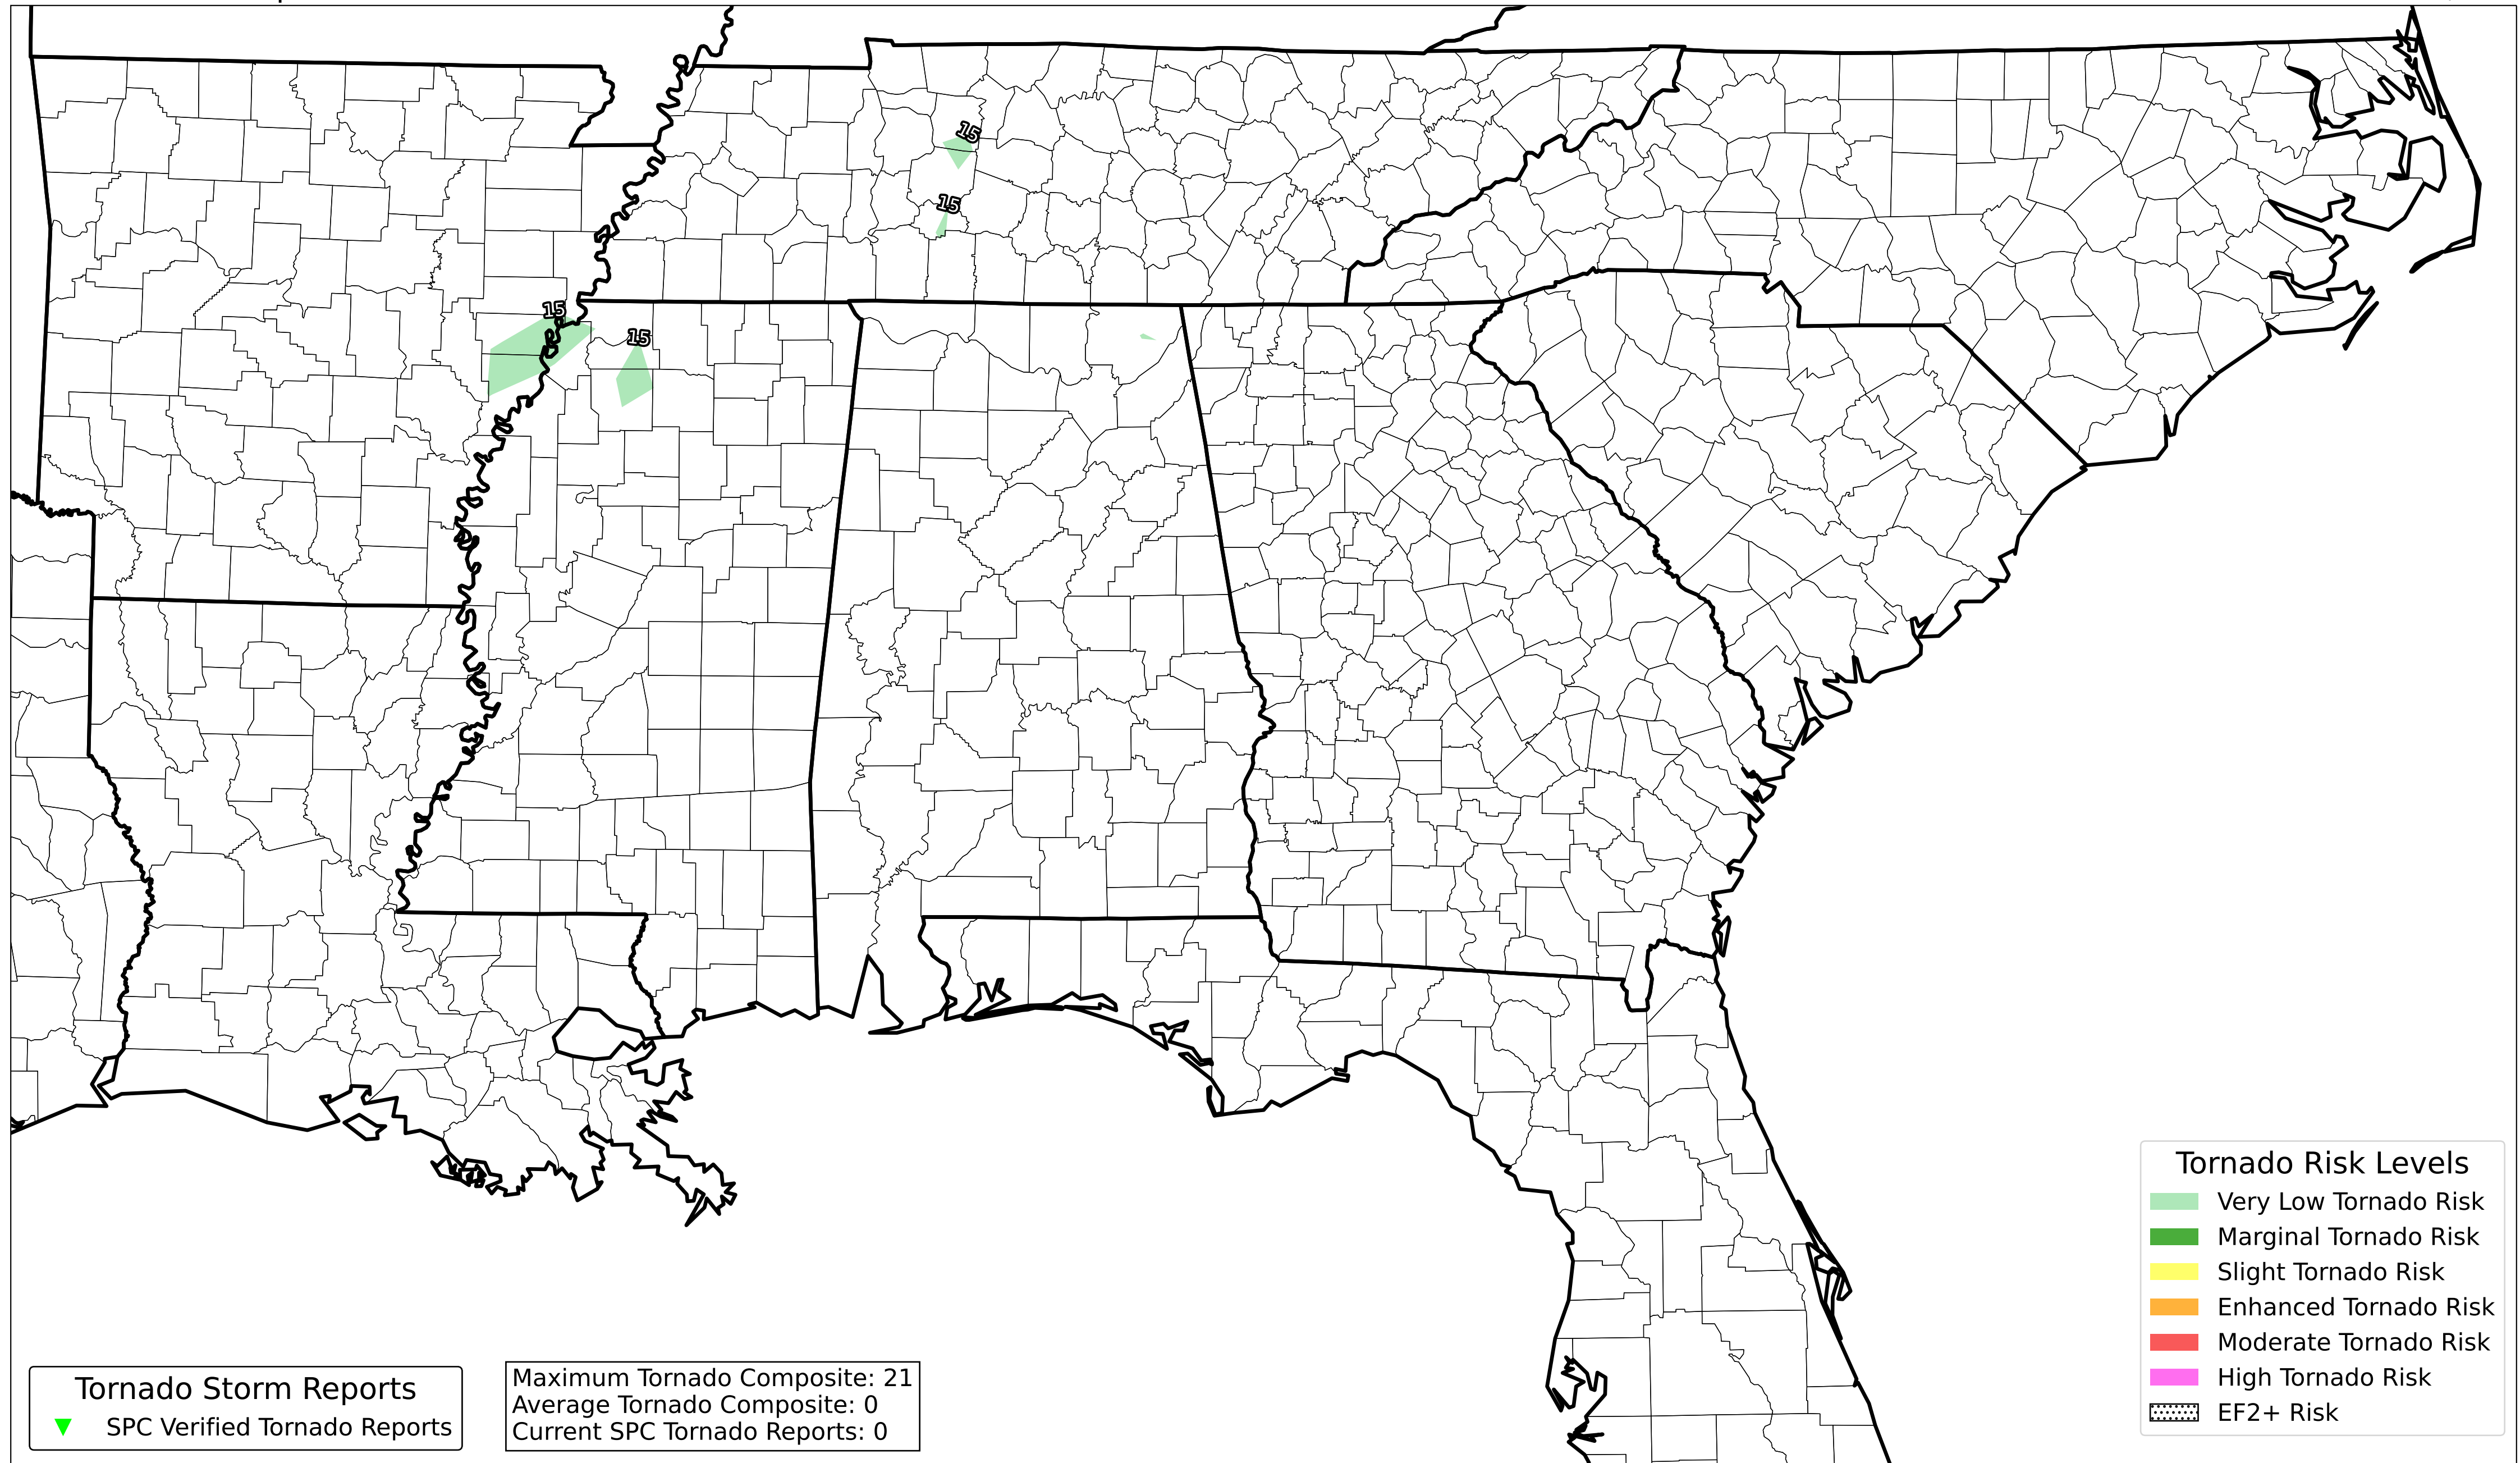 15
15
15
15
Tornado Risk Levels
Very Low Tornado Risk
Marginal Tornado Risk
Slight Tornado Risk
Enhanced Tornado Risk
Moderate Tornado Risk
High Tornado Risk
EF2+ Risk
Tornado Storm Reports
SPC Verified Tornado Reports
Maximum Tornado Composite: 21
Average Tornado Composite: 0
Current SPC Tornado Reports: 0